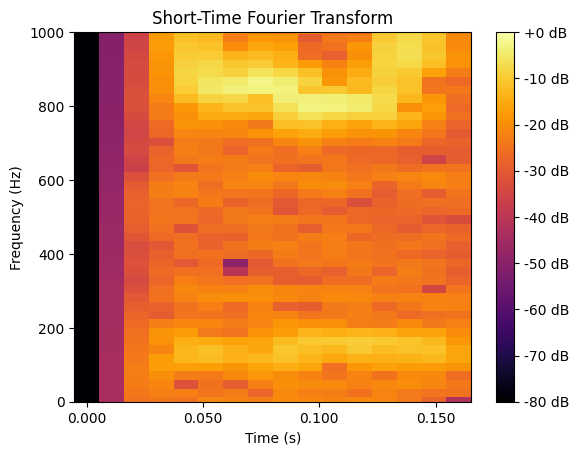 Short-Time Fourier Transform
Frequency (Hz)
1000
800
600
400
200
0
0.000
0.050
0.100
0.150
Time (s)
+0 dB
-10 dB
-20 dB
-30 dB
-40 dB
-50 dB
-60 dB
-70 dB
-80 dB